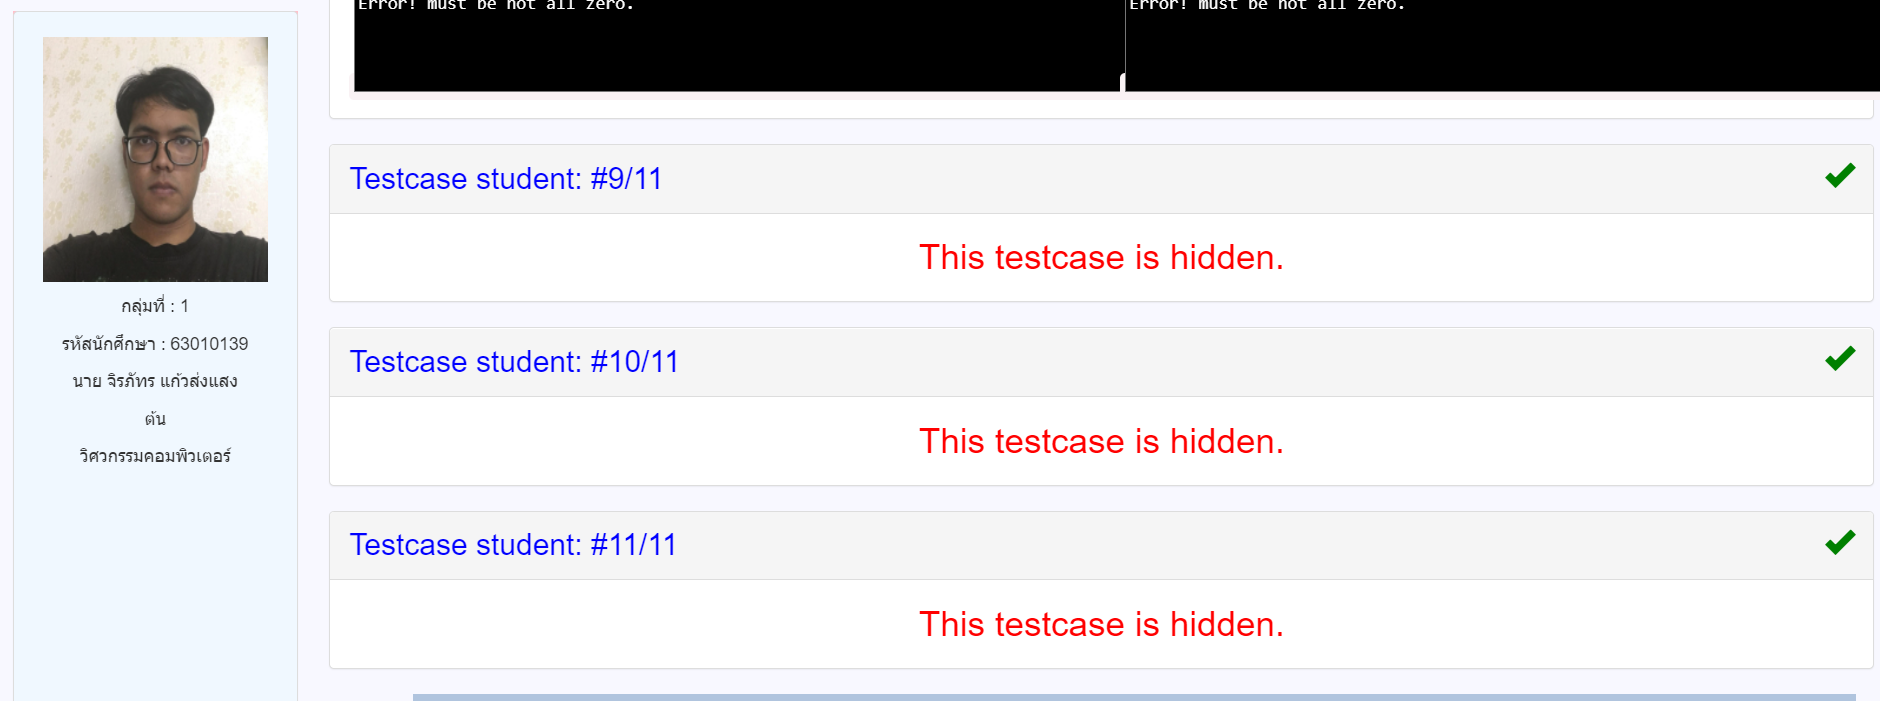 Error! must be not all zero.
Error! must be not all zero.
กลุ่มที่ : 1
รหัสนักศึกษา : 63010139
นาย จิรภัทร แก้วส่งแสง
ต้น
วิศวกรรมคอมพิวเตอร์
Testcase student: #9/11
This testcase is hidden.
Testcase student: #10/11
This testcase is hidden.
Testcase student: #11/11
This testcase is hidden.